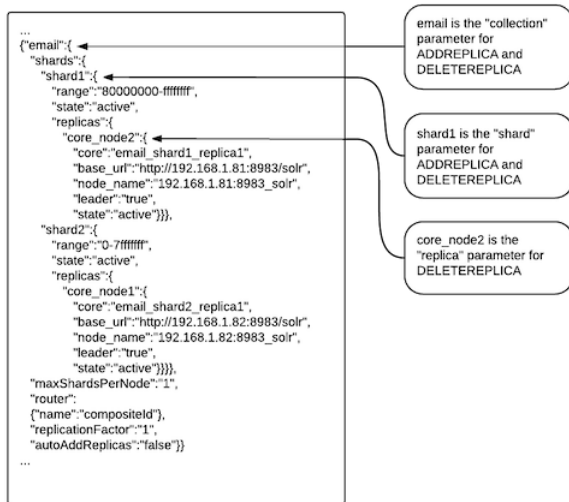 ...
{"email":{
"shards":{
"shard1":{
"range":"80000000-ffffffff",
"state":"active",
"replicas":{
"core_node2":{
"core":"email_shard1_replica1",
"base_url":"http://192.168.1.81:8983/solr",
"node_name":"192.168.1.81:8983_solr",
"leader":"true",
"state":"active"}}},
"shard2":{
"range":"0-7fffffff",
"state":"active",
"replicas":{
"core_node1":{
"core":"email_shard2_replica1",
"base_url":"http://192.168.1.82:8983/solr",
"node_name":"192.168.1.82:8983_solr",
"leader":"true",
"state":"active"}}}},
"maxShardsPerNode":"1",
"router":
{"name":"compositeId"},
"replicationFactor":"1",
"autoAddReplicas":"false"}}
...
email is the "collection"
parameter for
ADDREPLICA and
DELETEREPLICA
shard1 is the "shard"
parameter for
ADDREPLICA and
DELETEREPLICA
core_node2 is the
"replica" parameter for
DELETEREPLICA